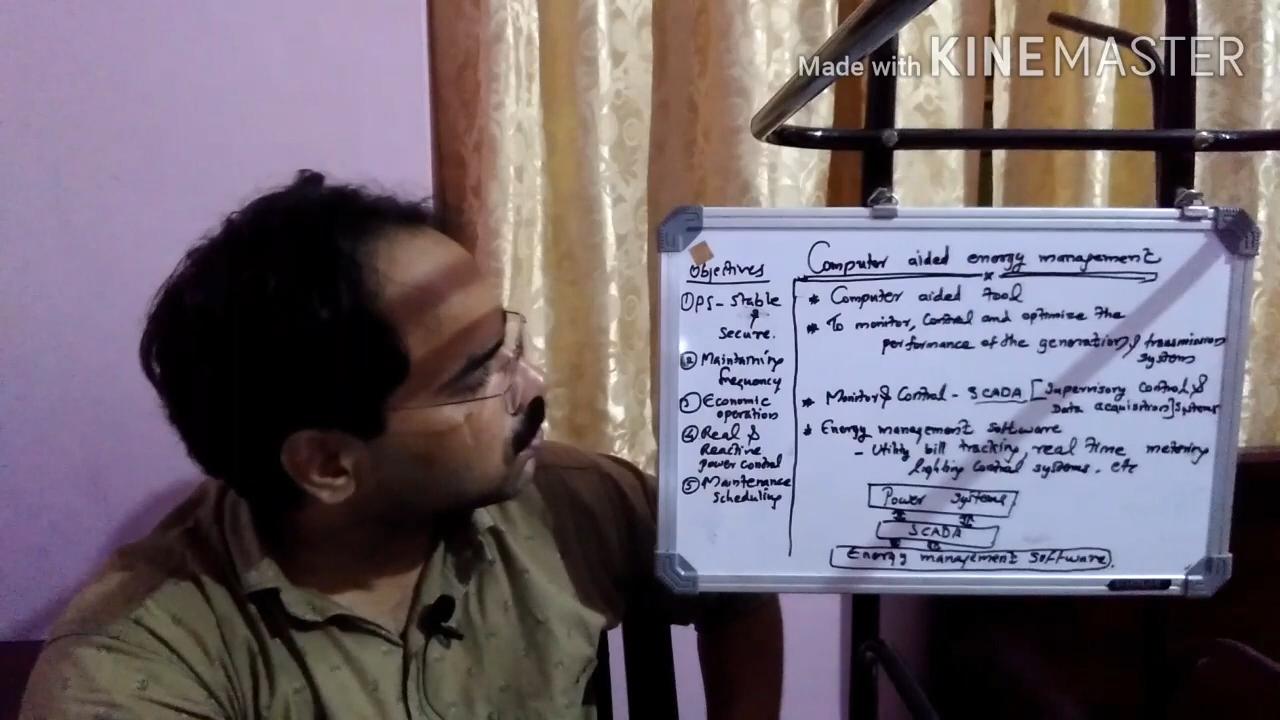 Made with KINEMASTER
Computer aided energy management
Objectives
① PS - Stable
&
Secure.
② Maintaining
frequency
③ Economic
operation
④ Real &
Reactive
power control
⑤ Maintenance
Scheduling
* Computer aided tool
* To monitor, control and optimize the
performance of the generation & transmission
systems
* Monitor & Control - SCADA [Supervisory Control &
Data acquisition] systems
* Energy management software
- Utility bill tracking, real time metering
lighting control systems. etc
Power Systems
SCADA
Energy management software.